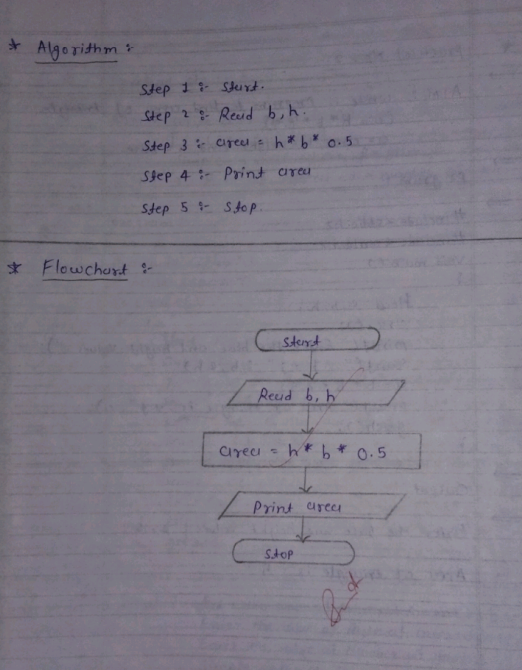 * Algorithm :-
Step 1 :- Start.
Step 2 :- Read b, h.
Step 3 :- area = h * b * 0.5
Step 4 :- Print area
Step 5 :- Stop.
* Flowchart :-
Start
Read b, h
area = h * b * 0.5
Print area
Stop